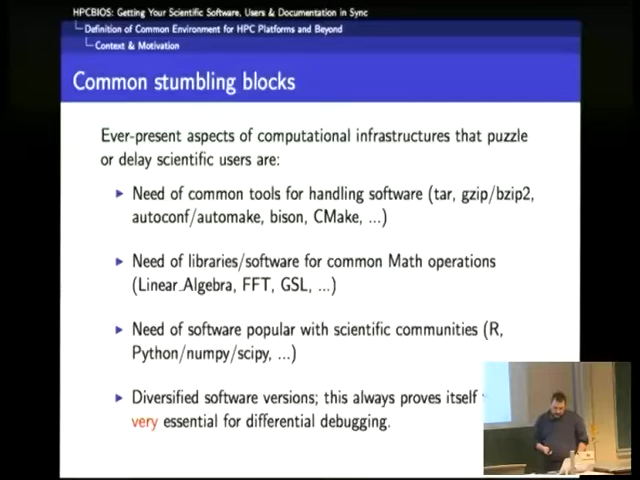 HPCBIOS: Getting Your Scientific Software, Users & Documentation in Sync
Definition of Common Environment for HPC Platforms and Beyond
Context & Motivation
Common stumbling blocks
Ever-present aspects of computational infrastructures that puzzle
or delay scientific users are:
Need of common tools for handling software (tar, gzip/bzip2,
autoconf/automake, bison, CMake, ...)
Need of libraries/software for common Math operations
(Linear_Algebra, FFT, GSL, ...)
Need of software popular with scientific communities (R,
Python/numpy/scipy, ...)
Diversified software versions; this always proves itself
very essential for differential debugging.